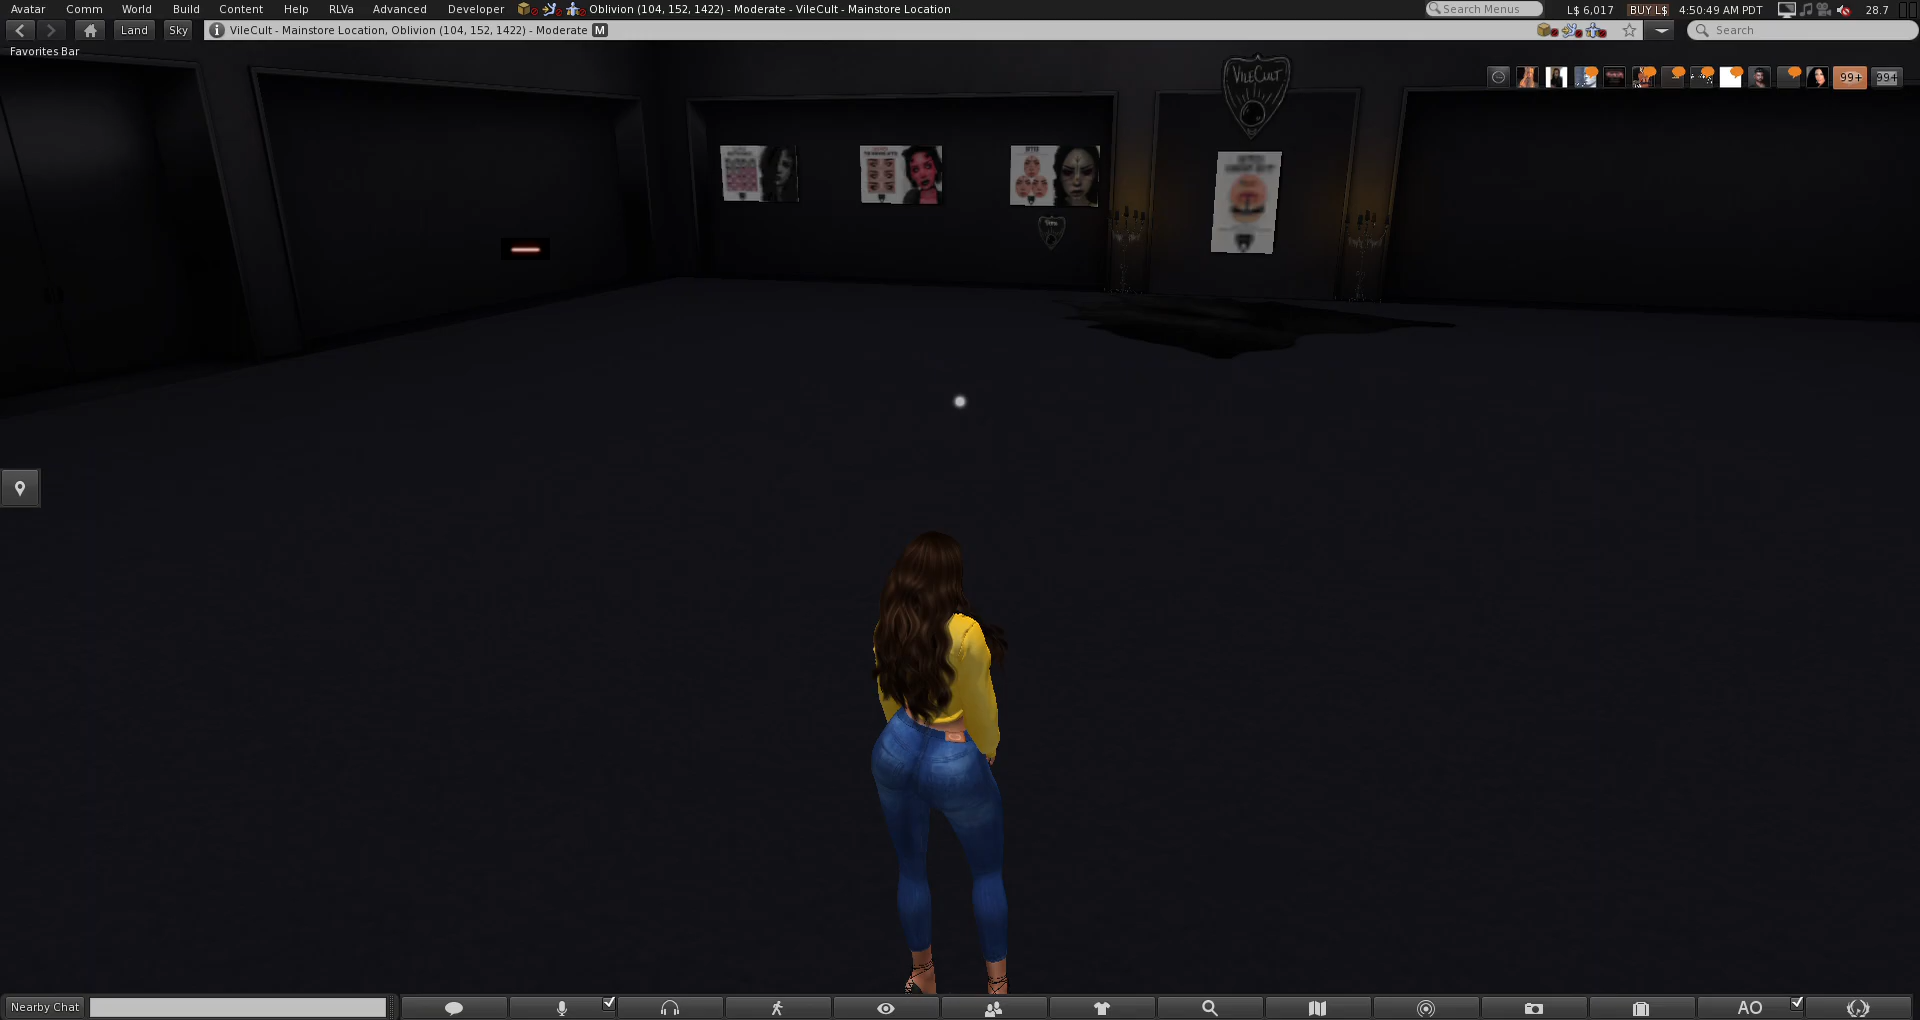 Avatar Comm World Build Content Help RLVa Advanced Developer Oblivion (104, 152, 1422) - Moderate - VileCult - Mainstore Location Search Menus L$ 6,017 BUY L$ 4:50:49 AM PDT 28.7
Land Sky VileCult - Mainstore Location, Oblivion (104, 152, 1422) - Moderate M Search
Favorites Bar
99+ 99+
VILECULT
Nearby Chat AO